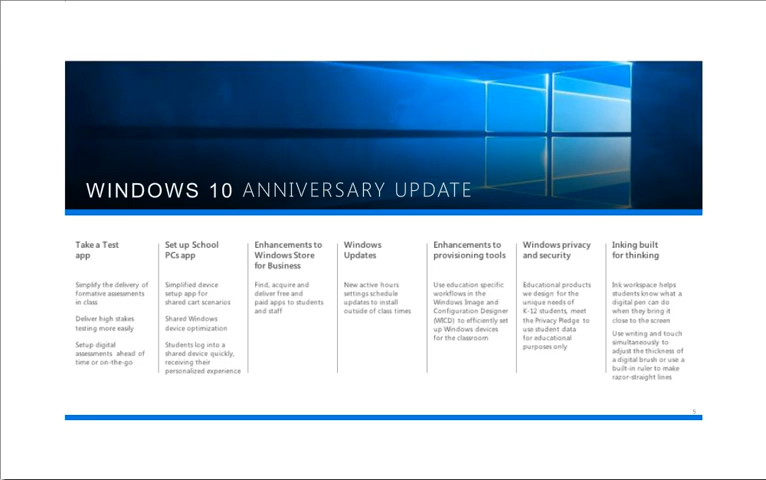 WINDOWS 10 ANNIVERSARY UPDATE
Take a Test
app
Simplify the delivery of
formative assessments
in class
Deliver high stakes
testing more easily
Setup digital
assessments ahead of
time or on-the-go
Set up School
PCs app
Simplified device
setup app for
shared cart scenarios
Shared Windows
device optimization
Students log into a
shared device quickly,
receiving their
personalized experience
Enhancements to
Windows Store
for Business
Find, acquire and
deliver free and
paid apps to students
and staff
Windows
Updates
New active hours
settings schedule
updates to install
outside of class times
Enhancements to
provisioning tools
Use education specific
workflows in the
Windows Image and
Configuration Designer
(WICD) to efficiently set
up Windows devices
for the classroom
Windows privacy
and security
Educational products
we design for the
unique needs of
K-12 students, meet
the Privacy Pledge to
use student data
for educational
purposes only
Inking built
for thinking
Ink workspace helps
students know what a
digital pen can do
when they bring it
close to the screen
Use writing and touch
simultaneously to
adjust the thickness of
a digital brush or use a
built-in ruler to make
razor-straight lines
5